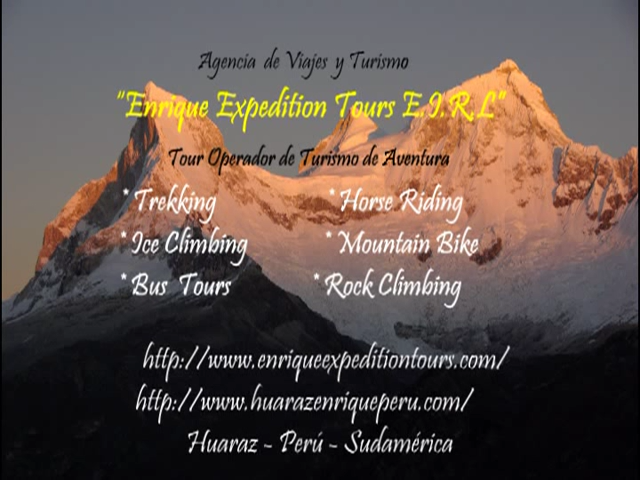 Agencia de Viajes y Turismo
"Enrique Expedition Tours E.I.R.L"
Tour Operador de Turismo de Aventura
* Trekking * Horse Riding
* Ice Climbing * Mountain Bike
* Bus Tours * Rock Climbing
http://www.enriqueexpeditiontours.com/
http://www.huarazenriqueperu.com/
Huaraz - Perú - Sudamérica